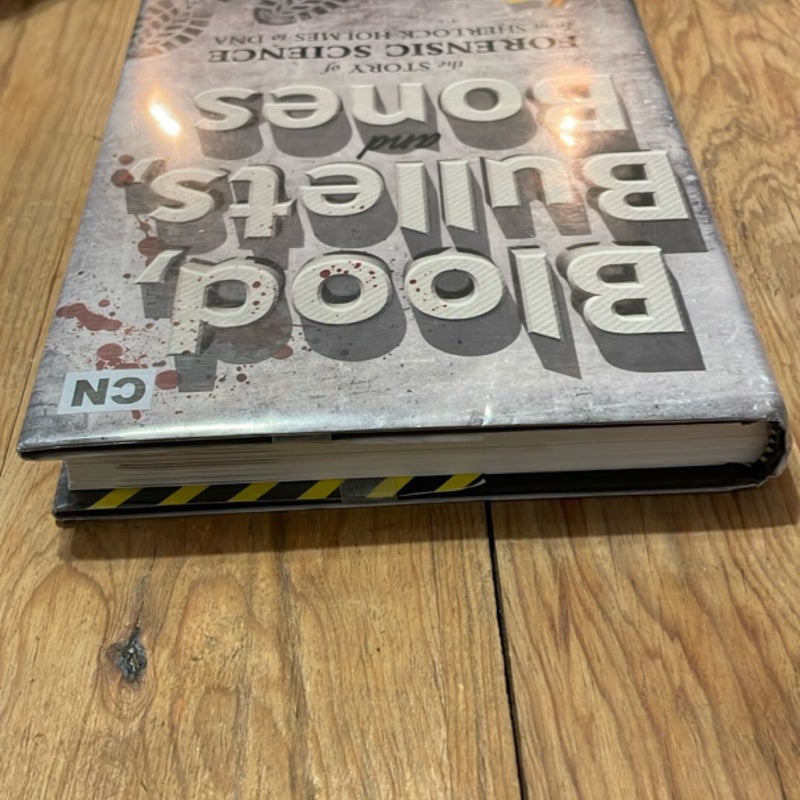 Blood,
Bullets,
and
Bones
the STORY of
FORENSIC SCIENCE
from SHERLOCK HOLMES to DNA
CN